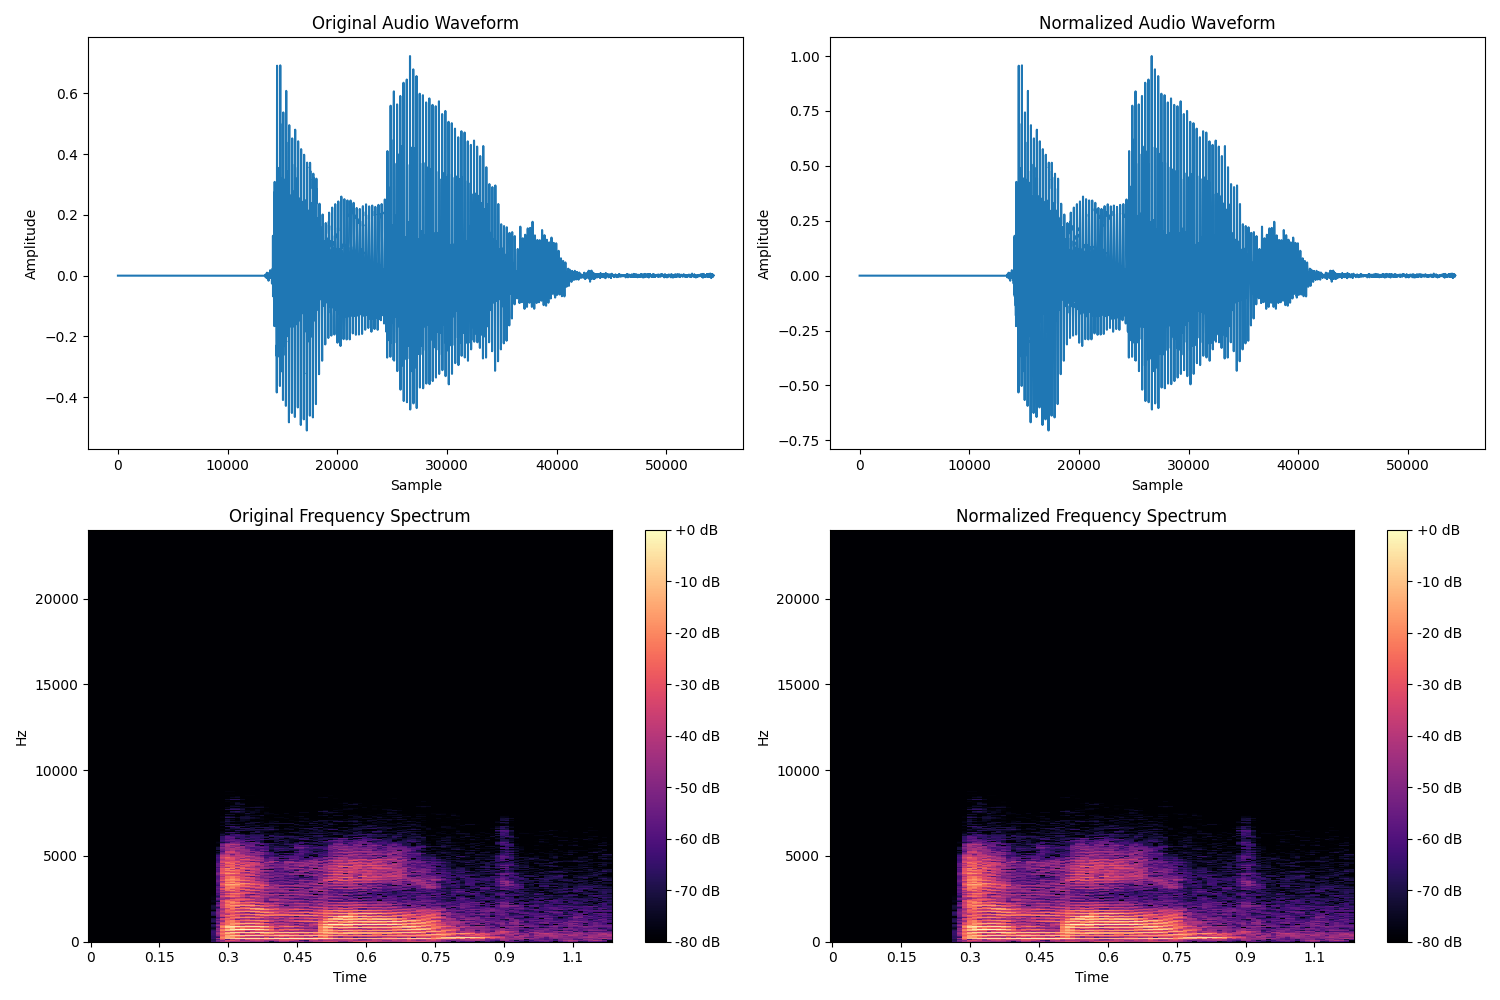 Original Audio Waveform
Amplitude
0.6
0.4
0.2
0.0
−0.2
−0.4
0 10000 20000 30000 40000 50000
Sample
Normalized Audio Waveform
Amplitude
1.00
0.75
0.50
0.25
0.00
−0.25
−0.50
−0.75
0 10000 20000 30000 40000 50000
Sample
Original Frequency Spectrum
Hz
20000
15000
10000
5000
0
0 0.15 0.3 0.45 0.6 0.75 0.9 1.1
Time
+0 dB
-10 dB
-20 dB
-30 dB
-40 dB
-50 dB
-60 dB
-70 dB
-80 dB
Normalized Frequency Spectrum
Hz
20000
15000
10000
5000
0
0 0.15 0.3 0.45 0.6 0.75 0.9 1.1
Time
+0 dB
-10 dB
-20 dB
-30 dB
-40 dB
-50 dB
-60 dB
-70 dB
-80 dB